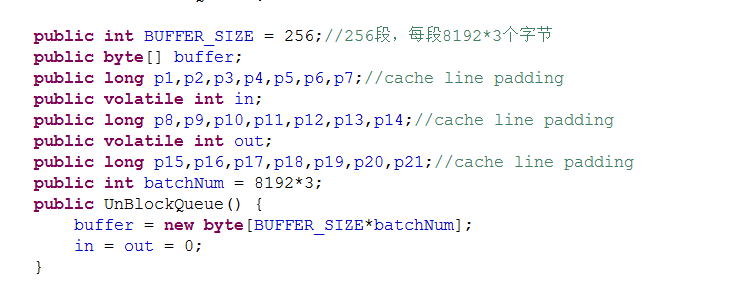 public int BUFFER_SIZE = 256;//256段，每段8192*3个字节
public byte[] buffer;
public long p1,p2,p3,p4,p5,p6,p7;//cache line padding
public volatile int in;
public long p8,p9,p10,p11,p12,p13,p14;//cache line padding
public volatile int out;
public long p15,p16,p17,p18,p19,p20,p21;//cache line padding
public int batchNum = 8192*3;
public UnBlockQueue() {
    buffer = new byte[BUFFER_SIZE*batchNum];
    in = out = 0;
}